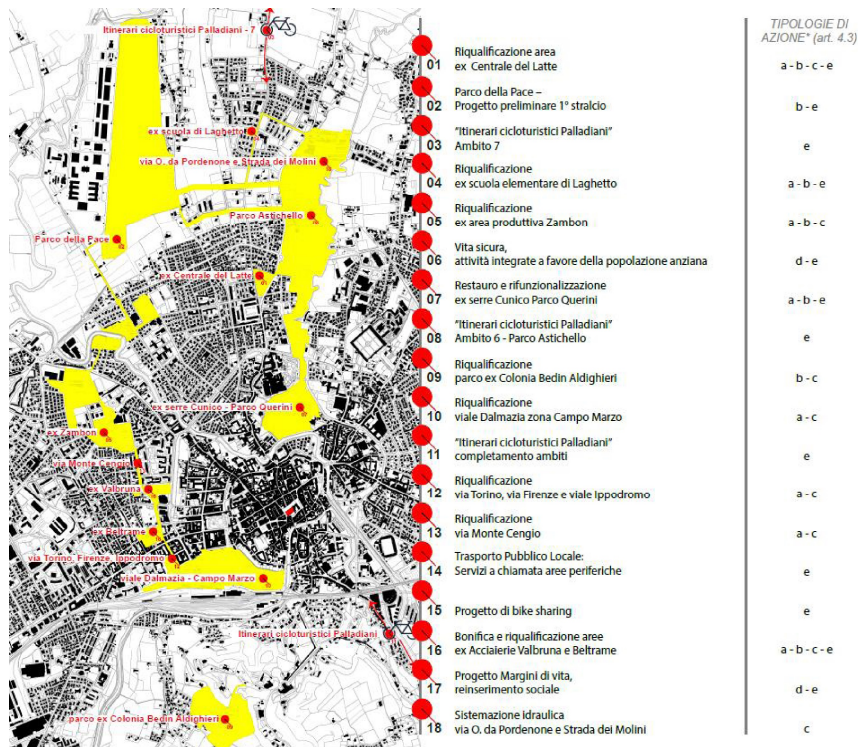 Itinerari cicloturistici Palladiani - 7
ex scuola di Laghetto
via O. da Pordenone e Strada dei Molini
Parco Astichello
Parco della Pace
ex Centrale del Latte
ex serre Cunico - Parco Querini
ex Zambon
via Monte Cengio
ex Valbruna
ex Beltrame
via Torino, Firenze, Ippodromo
viale Dalmazia - Campo Marzo
Itinerari cicloturistici Palladiani
parco ex Colonia Bedin Aldighieri
TIPOLOGIE DI
AZIONE* (art. 4.3)
Riqualificazione area
01 ex Centrale del Latte a - b - c - e
Parco della Pace –
02 Progetto preliminare 1° stralcio b - e
"Itinerari cicloturistici Palladiani"
03 Ambito 7 e
Riqualificazione
04 ex scuola elementare di Laghetto a - b - e
Riqualificazione
05 ex area produttiva Zambon a - b - c
Vita sicura,
06 attività integrate a favore della popolazione anziana d - e
Restauro e rifunzionalizzazione
07 ex serre Cunico Parco Querini a - b - e
"Itinerari cicloturistici Palladiani"
08 Ambito 6 - Parco Astichello e
Riqualificazione
09 parco ex Colonia Bedin Aldighieri b - c
Riqualificazione
10 viale Dalmazia zona Campo Marzo a - c
"Itinerari cicloturistici Palladiani"
11 completamento ambiti e
Riqualificazione
12 via Torino, via Firenze e viale Ippodromo a - c
Riqualificazione
13 via Monte Cengio a - c
Trasporto Pubblico Locale:
14 Servizi a chiamata aree periferiche e
15 Progetto di bike sharing e
Bonifica e riqualificazione aree
16 ex Acciaierie Valbruna e Beltrame a - b - c - e
Progetto Margini di vita,
17 reinserimento sociale d - e
Sistemazione idraulica
18 via O. da Pordenone e Strada dei Molini c